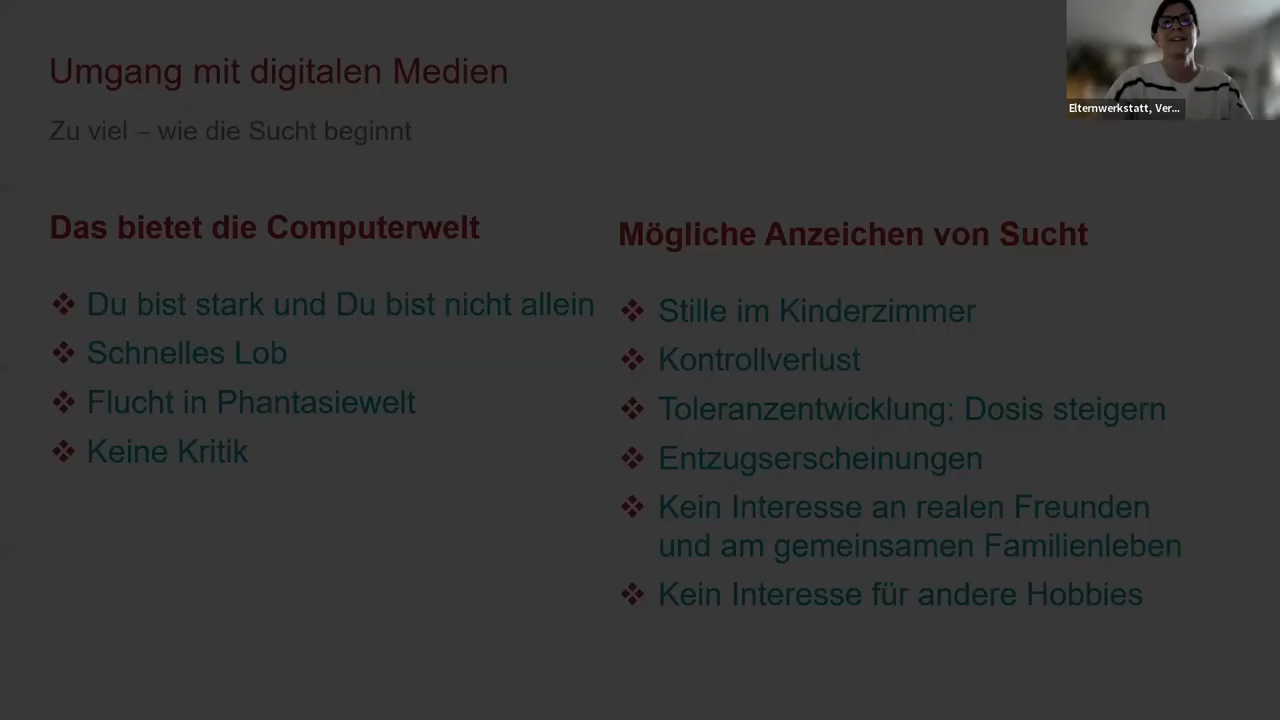 Umgang mit digitalen Medien
Zu viel – wie die Sucht beginnt
Das bietet die Computerwelt
❖ Du bist stark und Du bist nicht allein
❖ Schnelles Lob
❖ Flucht in Phantasiewelt
❖ Keine Kritik
Mögliche Anzeichen von Sucht
❖ Stille im Kinderzimmer
❖ Kontrollverlust
❖ Toleranzentwicklung: Dosis steigern
❖ Entzugserscheinungen
❖ Kein Interesse an realen Freunden
und am gemeinsamen Familienleben
❖ Kein Interesse für andere Hobbies
Elternwerkstatt, Ver...